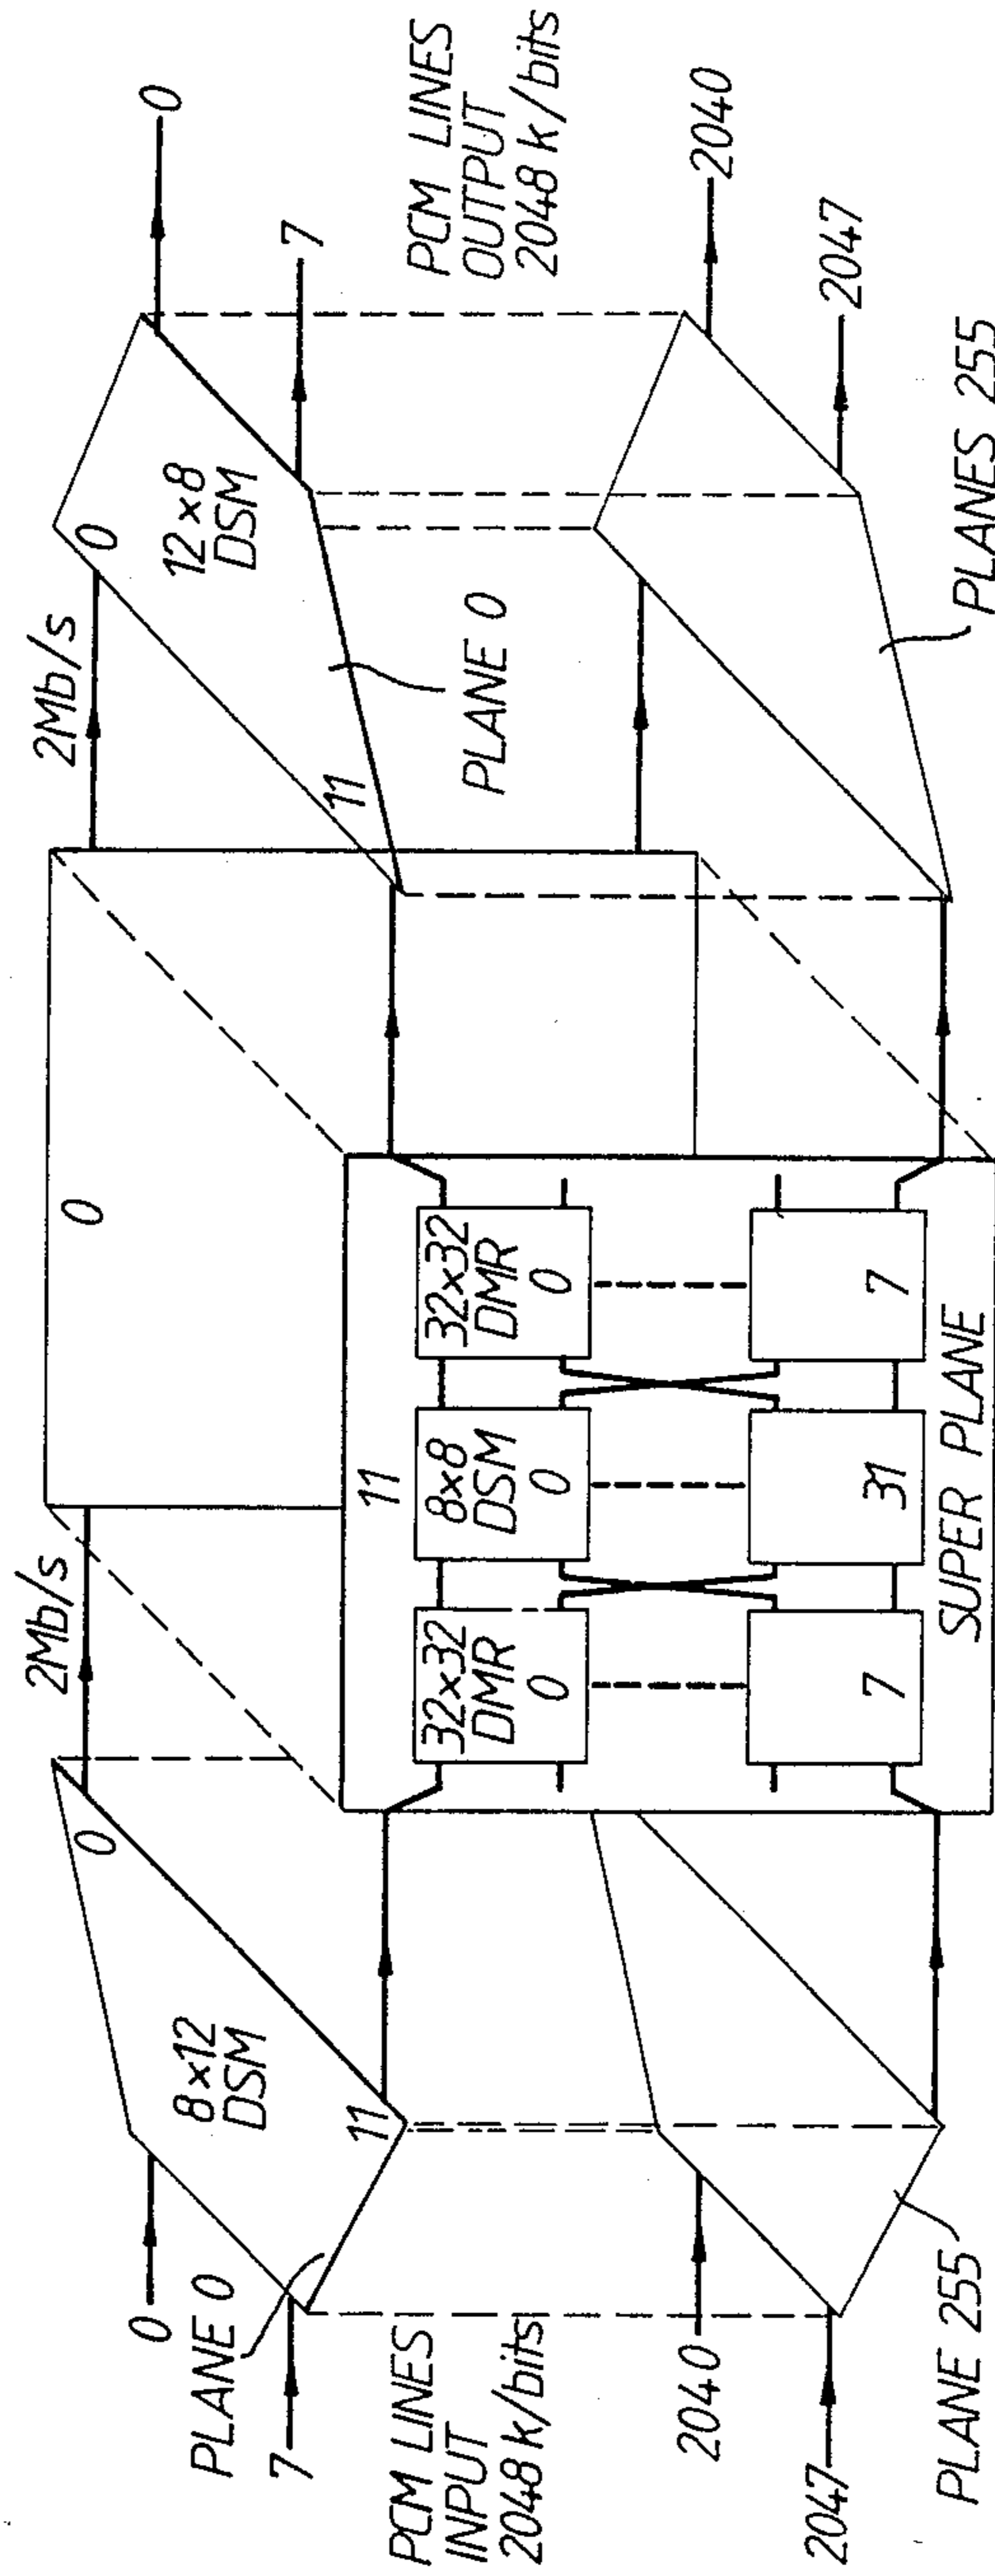 0
PLANE 0
7
PCM LINES
INPUT
2048 k/bits
2040
2047
PLANE 255
8×12
DSM
0
11
2Mb/s
0
11
32×32
DMR
0
8×8
DSM
0
32×32
DMR
0
7
31
7
SUPER PLANE
2Mb/s
0
12×8
DSM
11
PLANE 0
0
7
PCM LINES
OUTPUT
2048 k/bits
2040
2047
PLANES 255